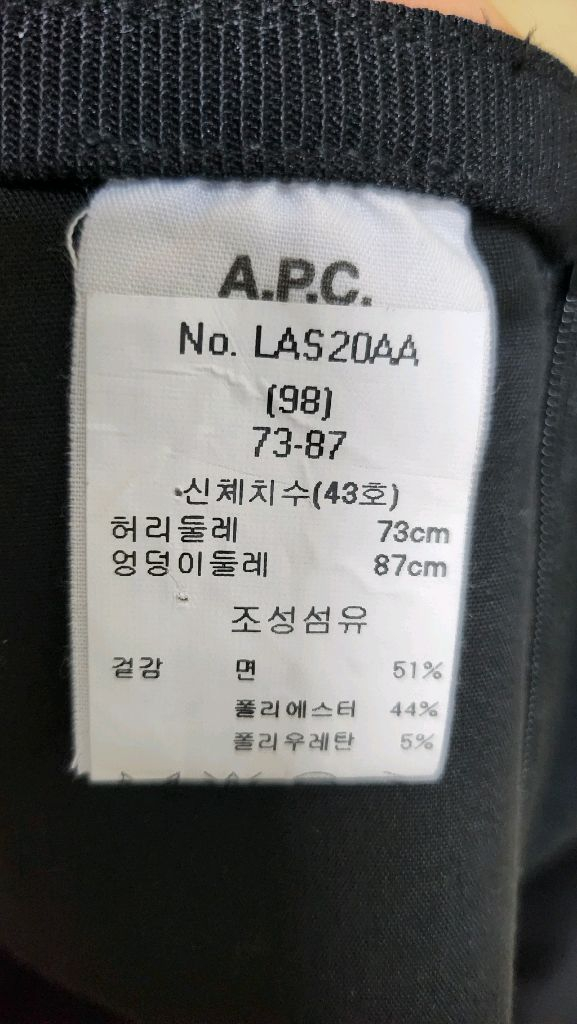 A.P.C.
No. LAS20AA
(98)
73-87
신체치수(43호)
허리둘레 73cm
엉덩이둘레 87cm
조성섬유
겉감 면 51%
폴리에스터 44%
폴리우레탄 5%